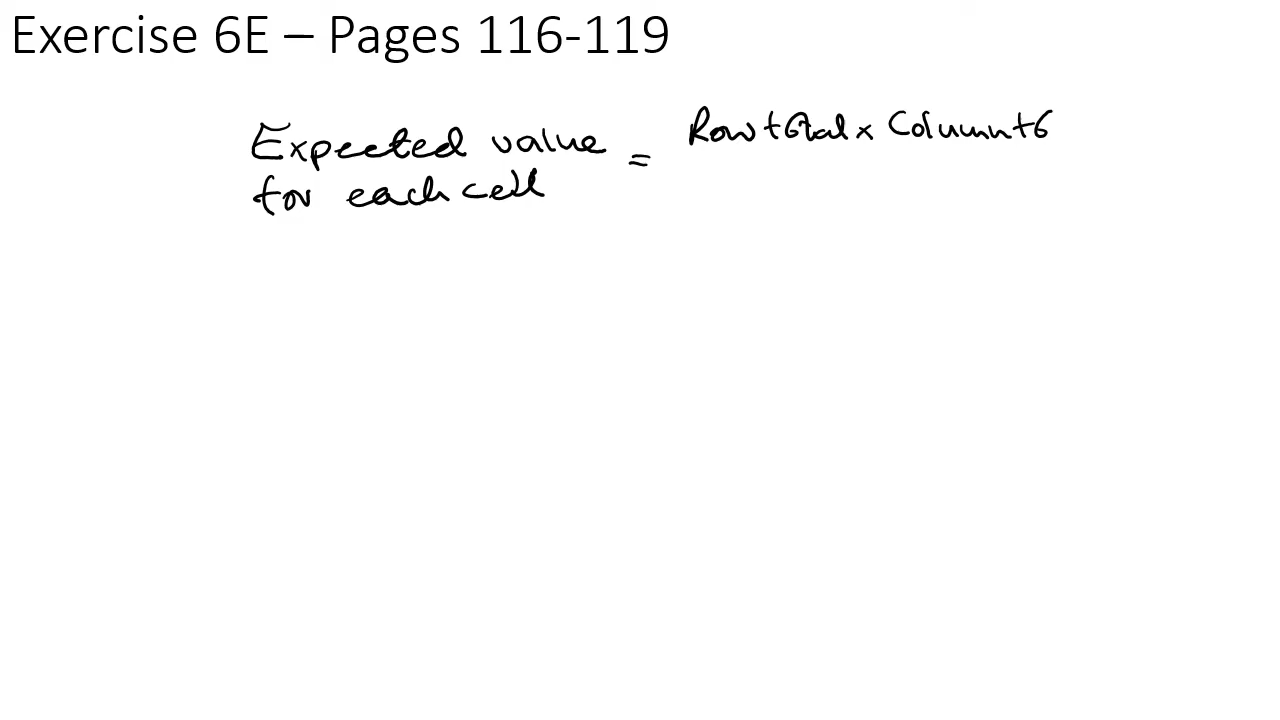 Exercise 6E – Pages 116-119
Expected value = Row total x Column to
for each cell